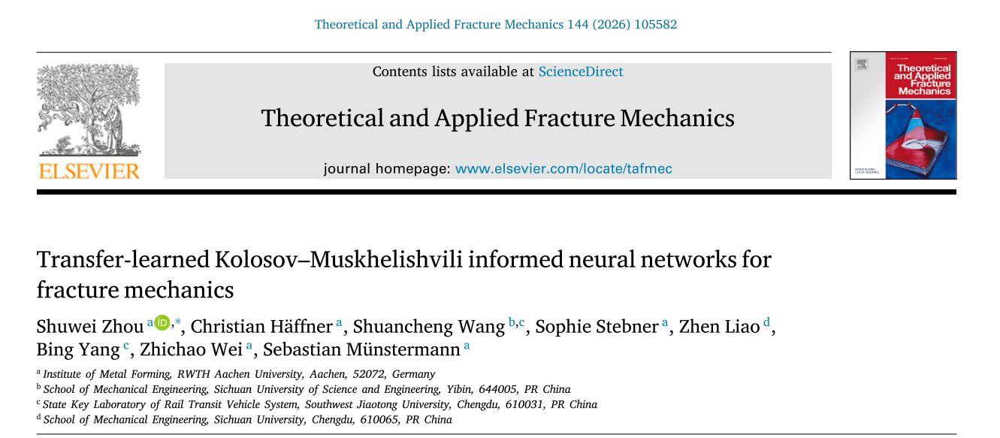 Theoretical and Applied Fracture Mechanics 144 (2026) 105582
Contents lists available at ScienceDirect
Theoretical and Applied Fracture Mechanics
journal homepage: www.elsevier.com/locate/tafmec
ELSEVIER
Theoretical
and Applied
Fracture
Mechanics
Transfer-learned Kolosov–Muskhelishvili informed neural networks for
fracture mechanics
Shuwei Zhou a iD,*, Christian Häffner a, Shuancheng Wang b,c, Sophie Stebner a, Zhen Liao d,
Bing Yang c, Zhichao Wei a, Sebastian Münstermann a
a Institute of Metal Forming, RWTH Aachen University, Aachen, 52072, Germany
b School of Mechanical Engineering, Sichuan University of Science and Engineering, Yibin, 644005, PR China
c State Key Laboratory of Rail Transit Vehicle System, Southwest Jiaotong University, Chengdu, 610031, PR China
d School of Mechanical Engineering, Sichuan University, Chengdu, 610065, PR China